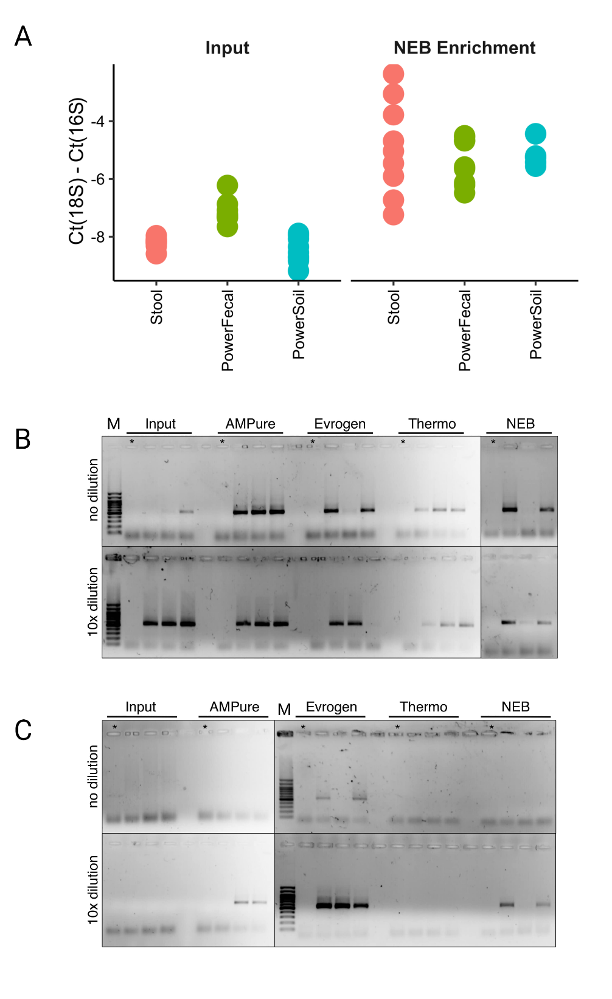 A
Input
NEB Enrichment
Ct(18S) - Ct(16S)
-4
-6
-8
Stool
PowerFecal
PowerSoil
Stool
PowerFecal
PowerSoil
B
M
Input
AMPure
Evrogen
Thermo
NEB
* * * * *
no dilution
10x dilution
C
Input
AMPure
M
Evrogen
Thermo
NEB
* * * * *
no dilution
10x dilution